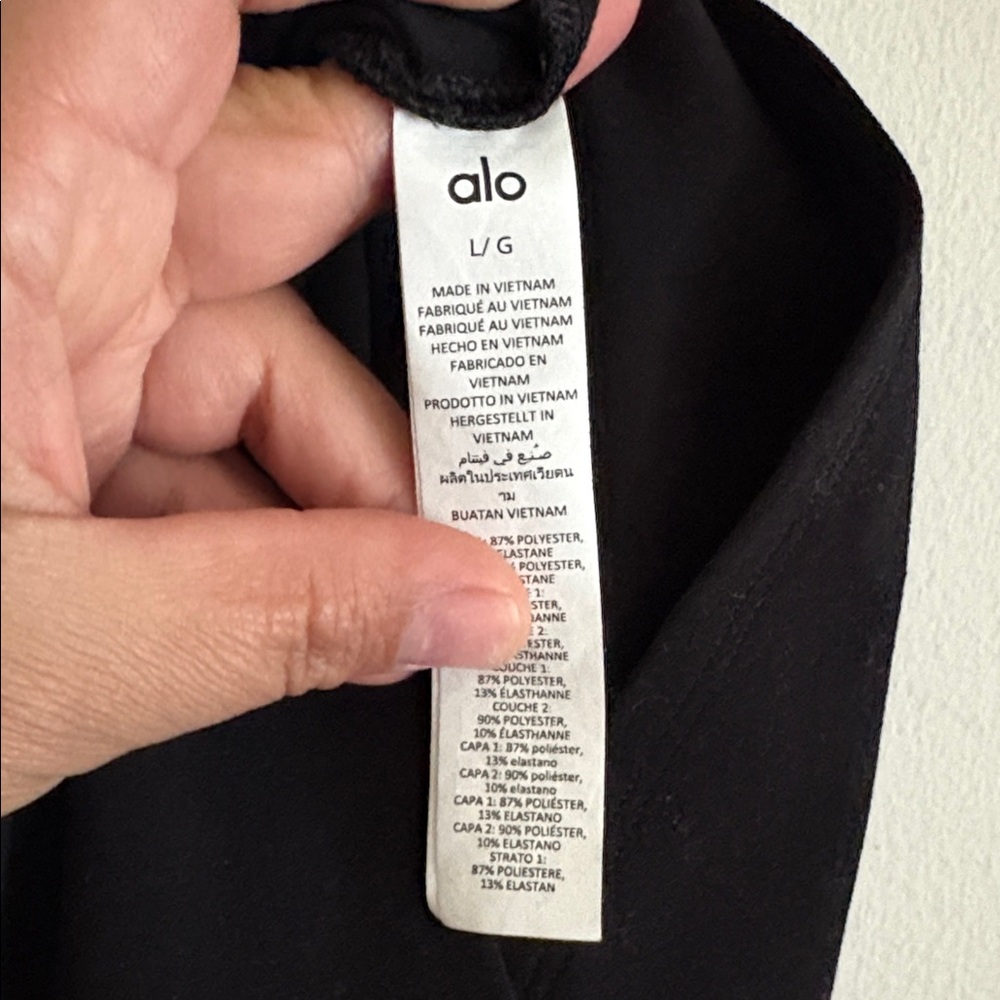 alo
L/ G
MADE IN VIETNAM
FABRIQUÉ AU VIETNAM
FABRIQUÉ AU VIETNAM
HECHO EN VIETNAM
FABRICADO EN
VIETNAM
PRODOTTO IN VIETNAM
HERGESTELLT IN
VIETNAM
صُنع في فيتنام
ผลิตในประเทศเวียดน
าม
BUATAN VIETNAM
87% POLYESTER,
POLYESTER,
1:
2:
COUCHE 1:
87% POLYESTER,
13% ÉLASTHANNE
COUCHE 2:
90% POLYESTER,
10% ÉLASTHANNE
CAPA 1: 87% poliéster,
13% elastano
CAPA 2: 90% poliéster,
10% elastano
CAPA 1: 87% POLIÉSTER,
13% ELASTANO
CAPA 2: 90% POLIÉSTER,
10% ELASTANO
STRATO 1:
87% POLIESTERE,
13% ELASTAN